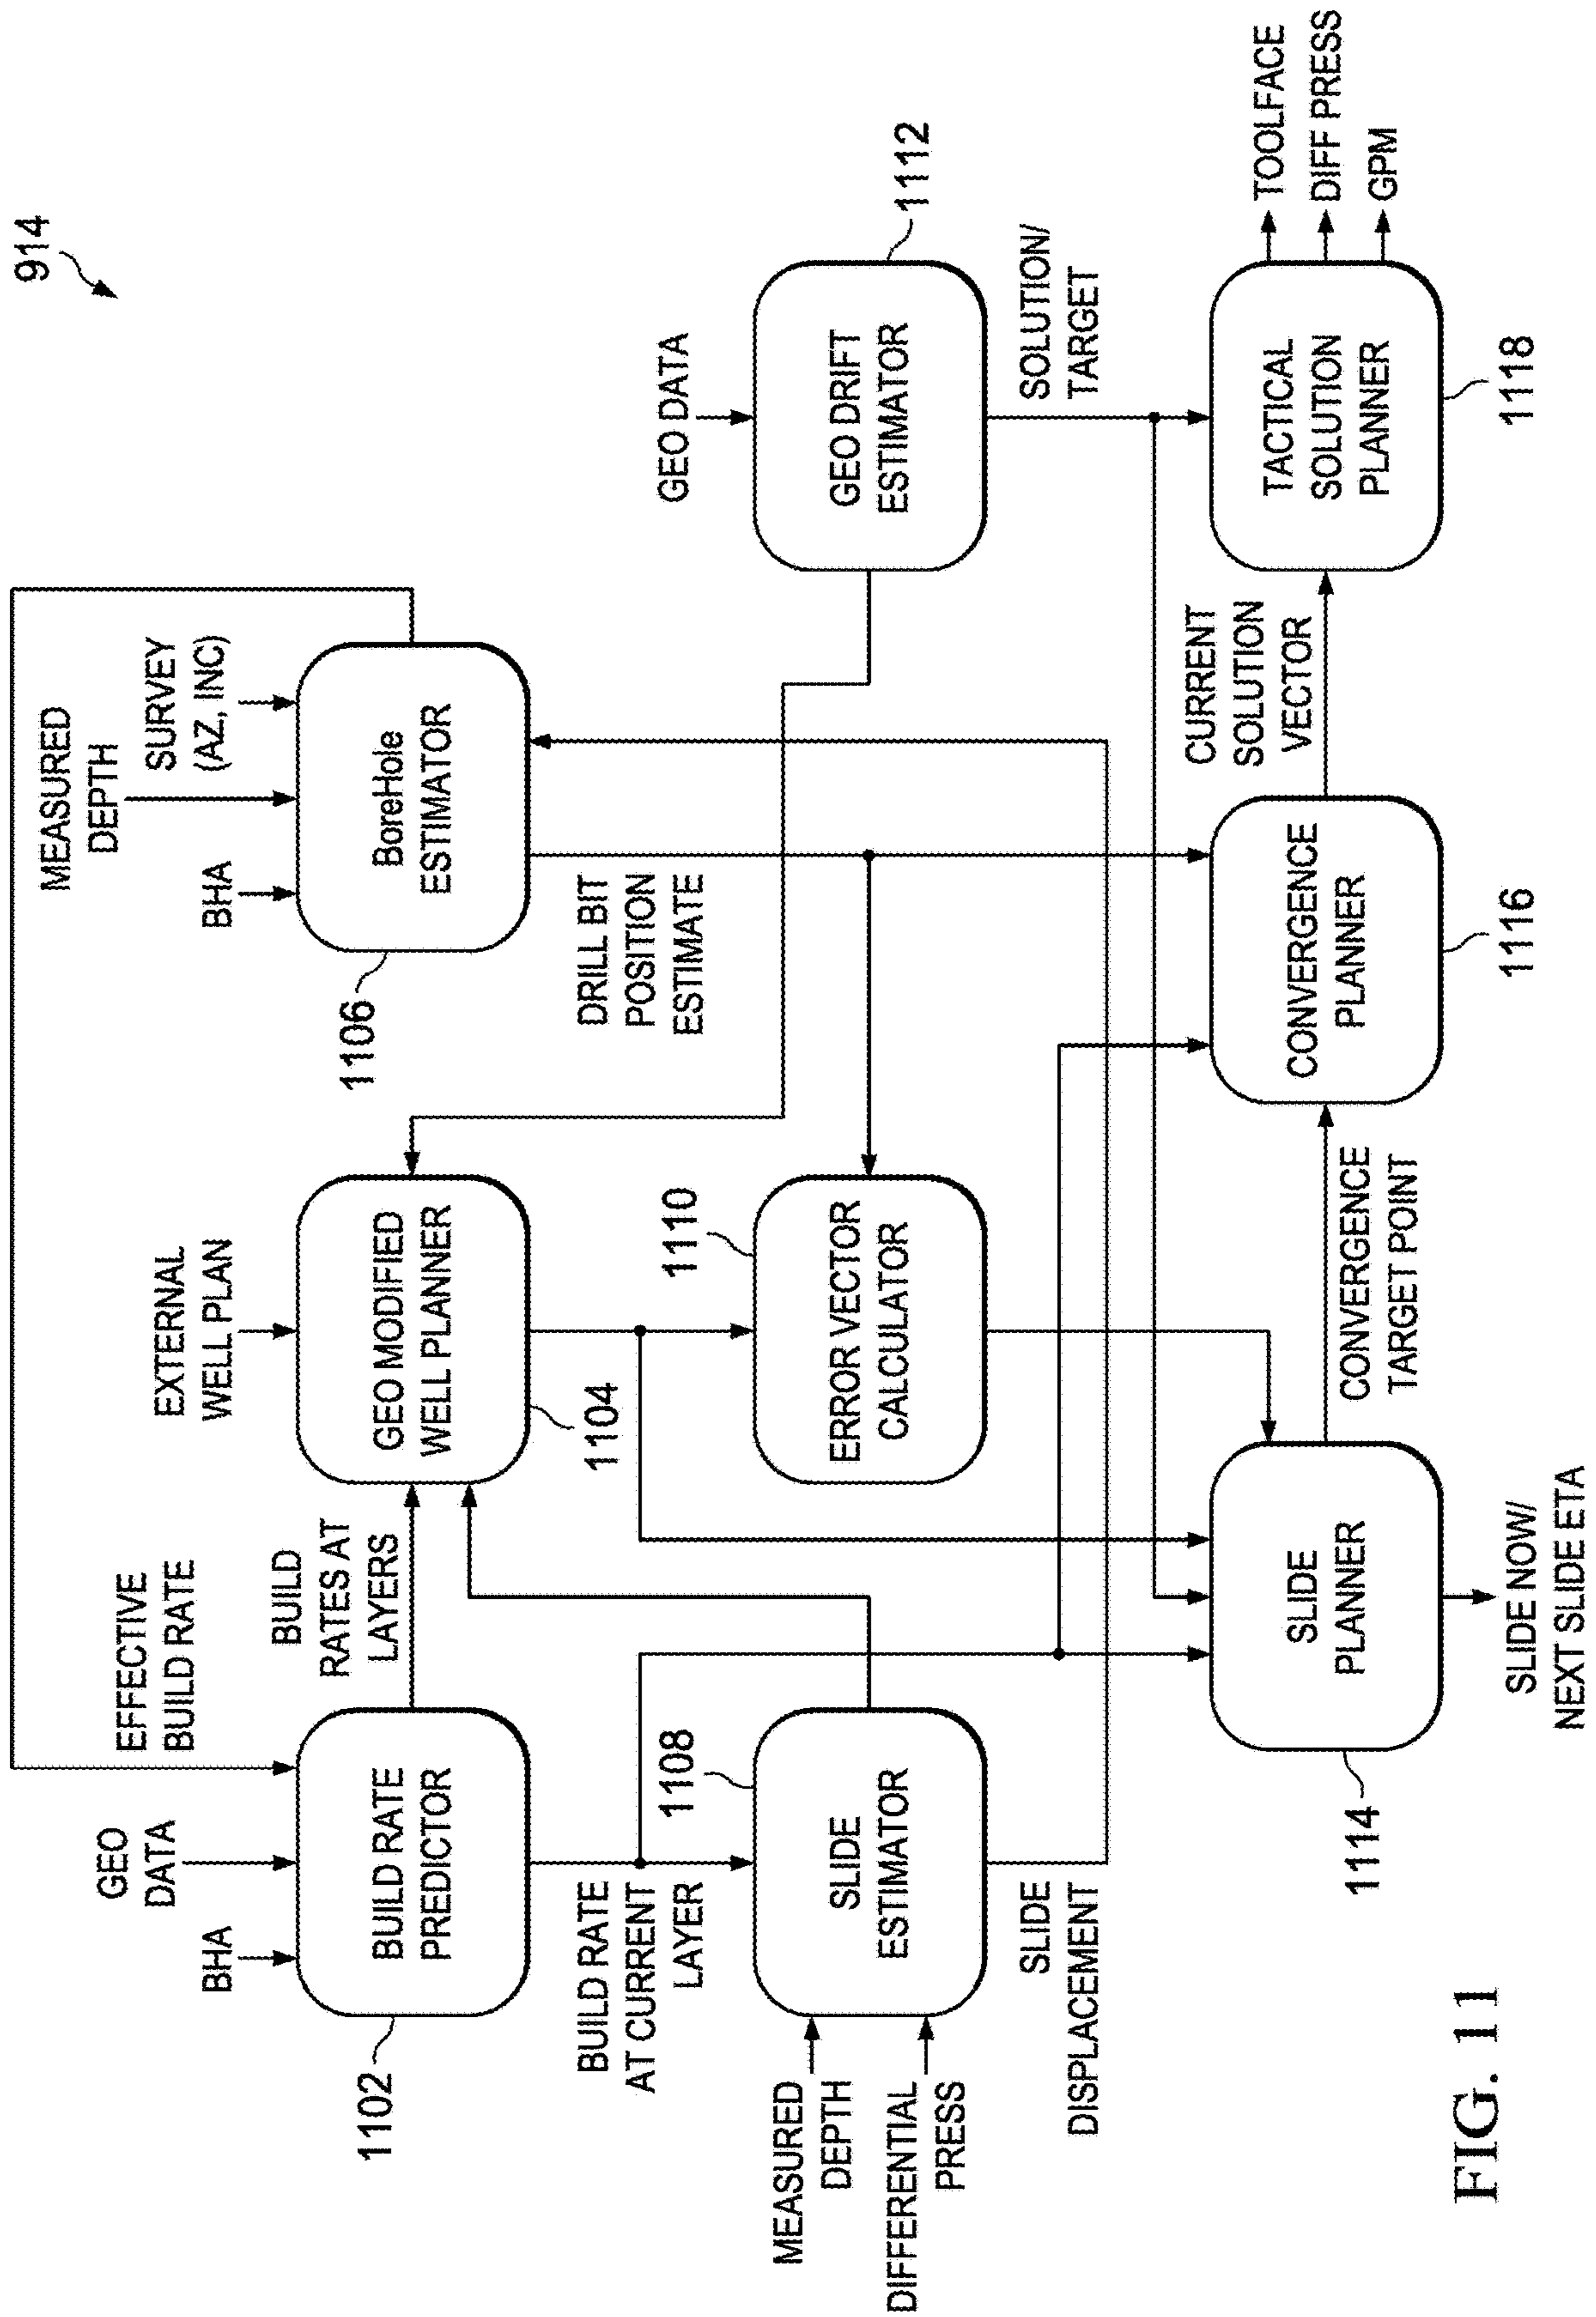 914
EFFECTIVE
BUILD RATE
GEO
DATA
BHA
BUILD RATE
PREDICTOR
1102
BUILD
RATES AT
LAYERS
EXTERNAL
WELL PLAN
GEO MODIFIED
WELL PLANNER
1104
MEASURED
DEPTH
SURVEY
(AZ, INC)
BHA
BoreHole
ESTIMATOR
1106
BUILD RATE
AT CURRENT
LAYER
1108
SLIDE
ESTIMATOR
MEASURED
DEPTH
DIFFERENTIAL
PRESS
SLIDE
DISPLACEMENT
1110
ERROR VECTOR
CALCULATOR
DRILL BIT
POSITION
ESTIMATE
GEO DATA
GEO DRIFT
ESTIMATOR
1112
SOLUTION/
TARGET
SLIDE
PLANNER
1114
SLIDE NOW/
NEXT SLIDE ETA
CONVERGENCE
TARGET POINT
CONVERGENCE
PLANNER
1116
CURRENT
SOLUTION
VECTOR
TACTICAL
SOLUTION
PLANNER
1118
TOOLFACE
DIFF PRESS
GPM
FIG. 11